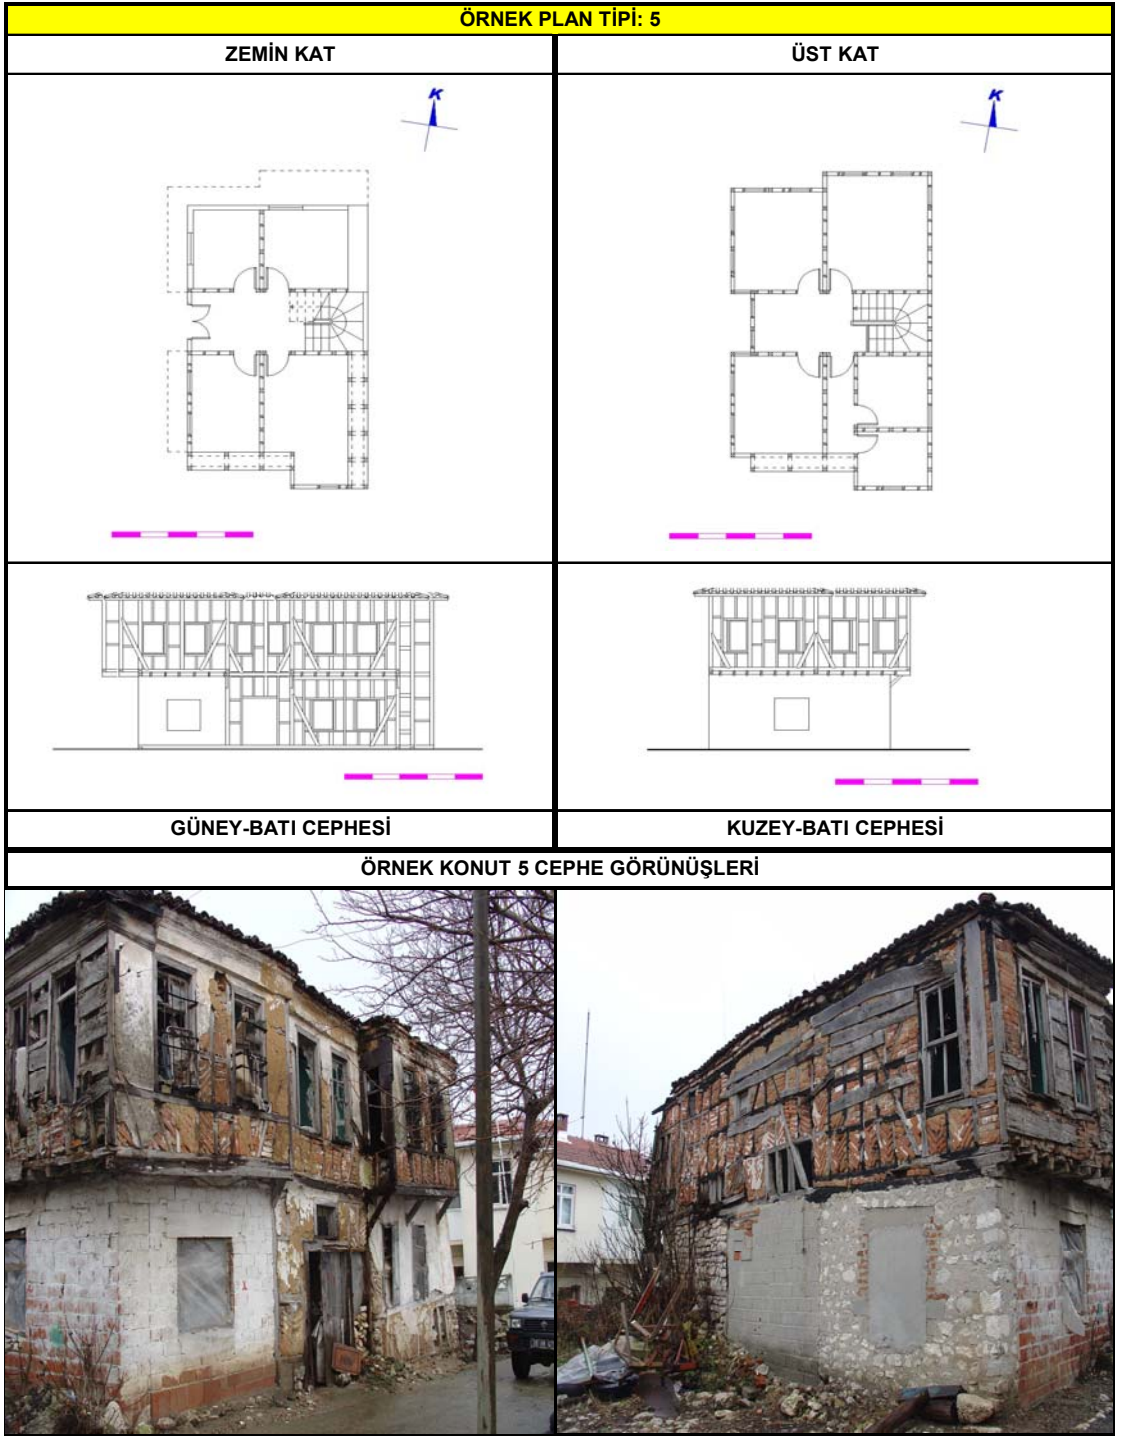 ÖRNEK PLAN TİPİ: 5
ZEMİN KAT
ÜST KAT
K
K
GÜNEY-BATI CEPHESİ
KUZEY-BATI CEPHESİ
ÖRNEK KONUT 5 CEPHE GÖRÜNÜŞLERİ